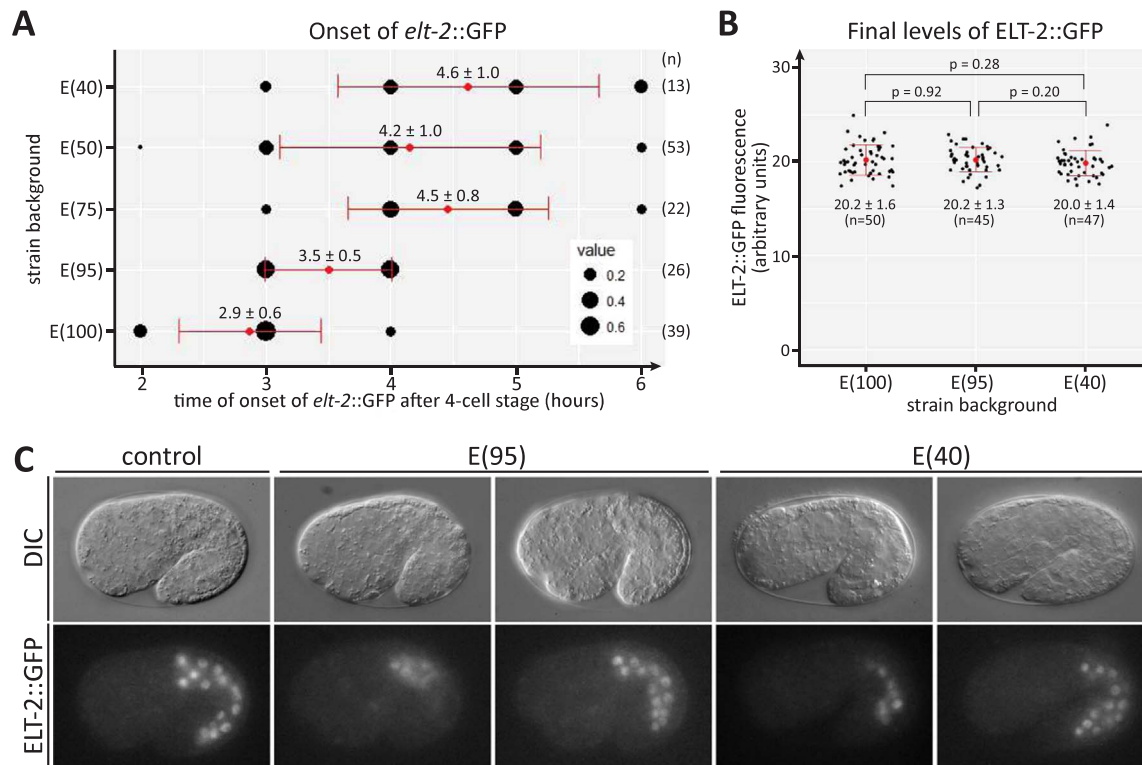 A
Onset of elt-2::GFP
(n)
strain background
E(40)
4.6 ± 1.0
(13)
E(50)
4.2 ± 1.0
(53)
E(75)
4.5 ± 0.8
(22)
E(95)
3.5 ± 0.5
(26)
E(100)
2.9 ± 0.6
(39)
value
0.2
0.4
0.6
2 3 4 5 6
time of onset of elt-2::GFP after 4-cell stage (hours)
B
Final levels of ELT-2::GFP
ELT-2::GFP fluorescence
(arbitrary units)
30
20
10
0
p = 0.28
p = 0.92
p = 0.20
20.2 ± 1.6 20.2 ± 1.3 20.0 ± 1.4
(n=50) (n=45) (n=47)
E(100) E(95) E(40)
strain background
C
control E(95) E(40)
DIC
ELT-2::GFP